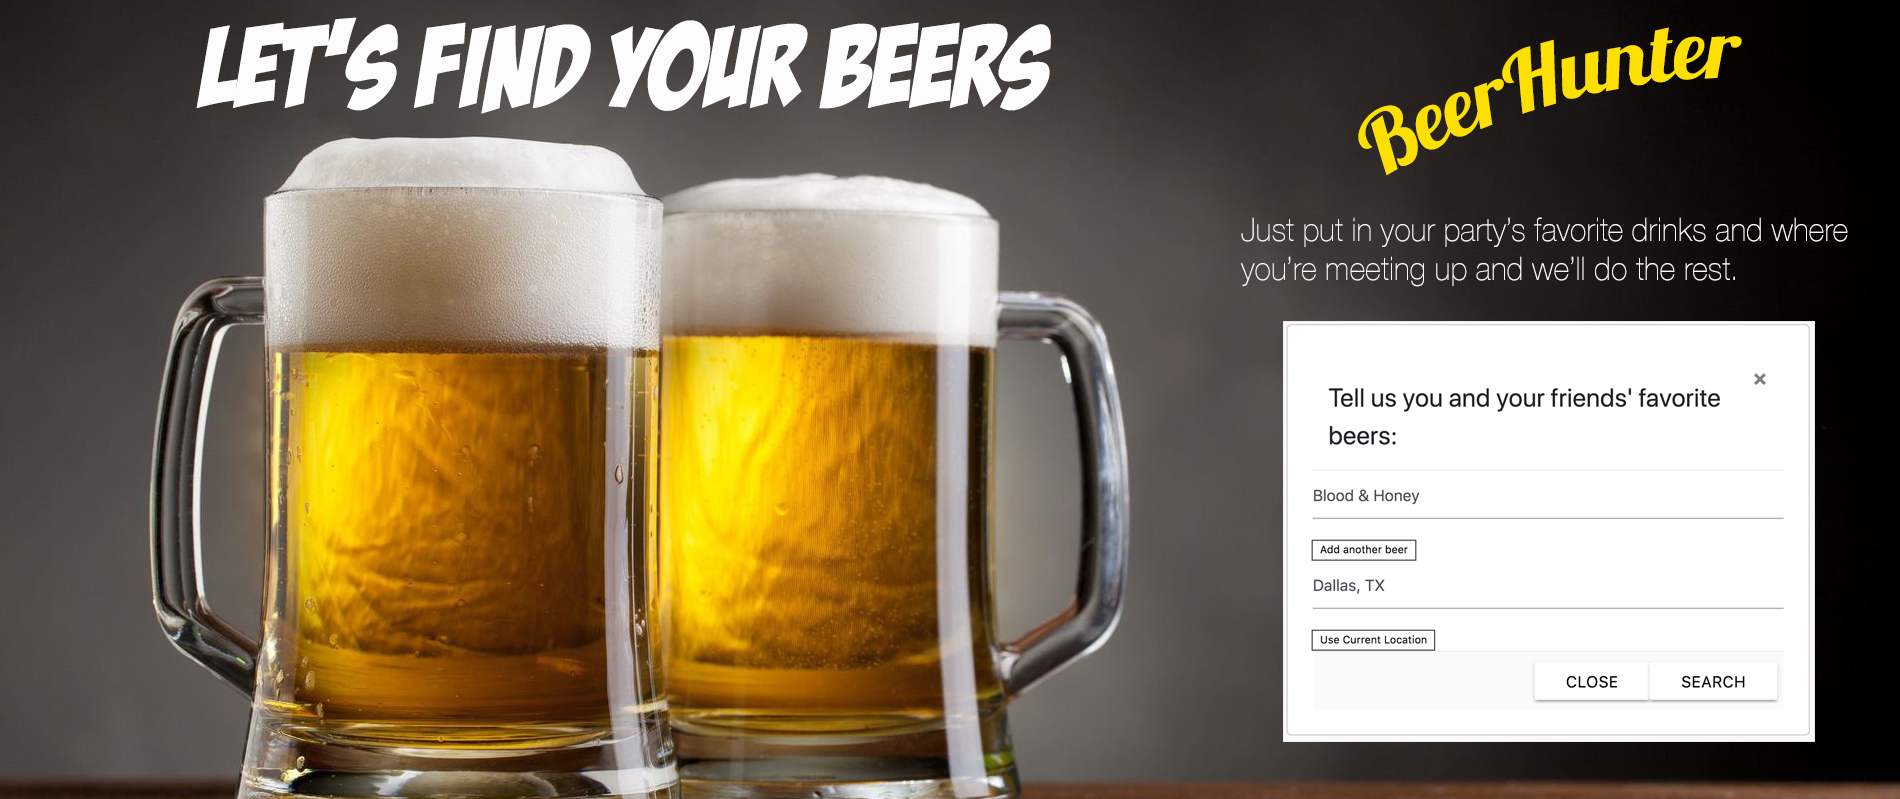 LET'S FIND YOUR BEERS
BeerHunter
Just put in your party's favorite drinks and where
you're meeting up and we'll do the rest.
×
Tell us you and your friends' favorite
beers:
Blood & Honey
Add another beer
Dallas, TX
Use Current Location
CLOSE SEARCH